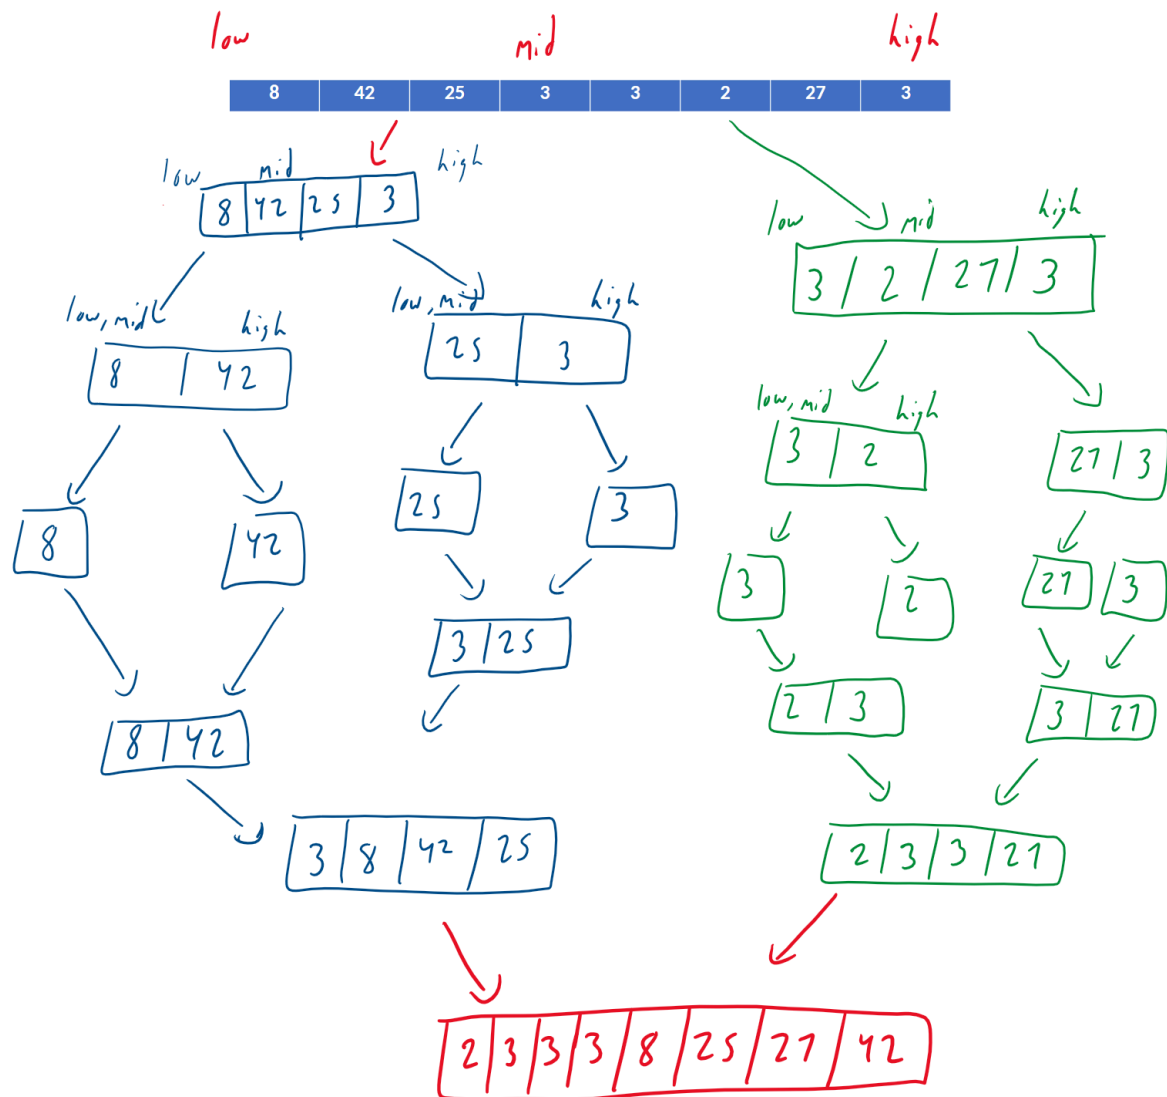 low mid high
8 42 25 3 3 2 27 3
low mid high
8 42 25 3
low mid high
3 2 27 3
low, mid high
8 42
low, mid high
25 3
low, mid high
3 2
27 3
8
42
25
3
3
2
27
3
3 25
2 3
3 27
8 42
3 8 42 25
2 3 3 27
2 3 3 3 8 25 27 42